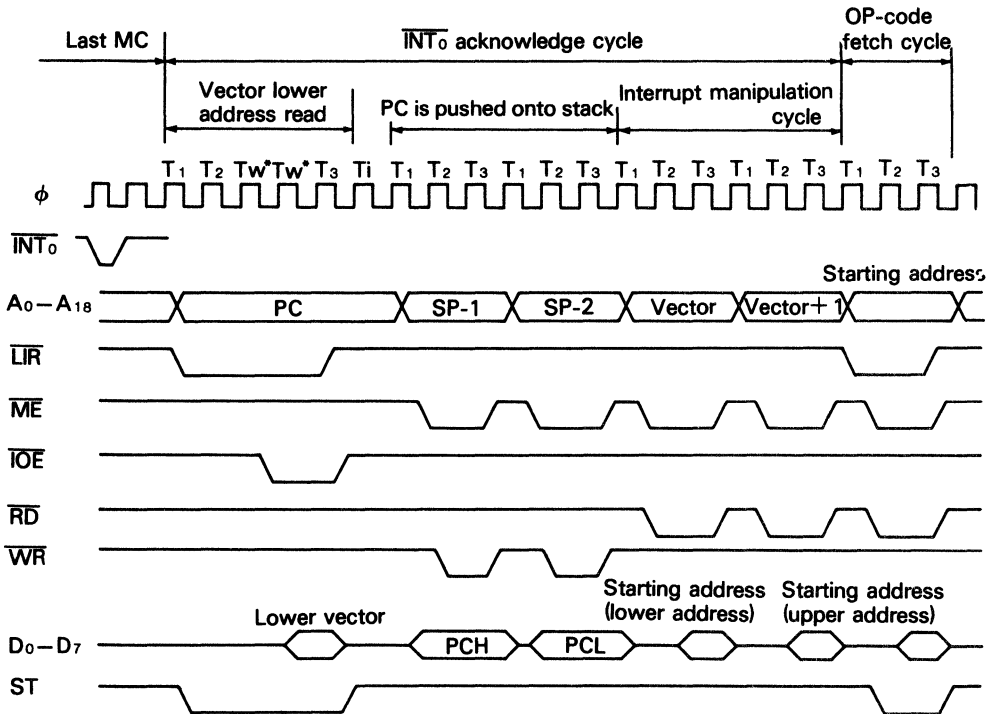 Last MC
INT₀ acknowledge cycle
OP-code
fetch cycle
Vector lower
address read
PC is pushed onto stack
Interrupt manipulation
cycle
T₁ T₂ Tw* Tw* T₃ Ti T₁ T₂ T₃ T₁ T₂ T₃ T₁ T₂ T₃ T₁ T₂ T₃ T₁ T₂ T₃
ϕ
INT₀
Starting address
A₀–A₁₈ PC SP-1 SP-2 Vector Vector+1
LIR
ME
IOE
RD
WR
Starting address
(lower address)
Starting address
(upper address)
Lower vector
D₀–D₇ PCH PCL
ST